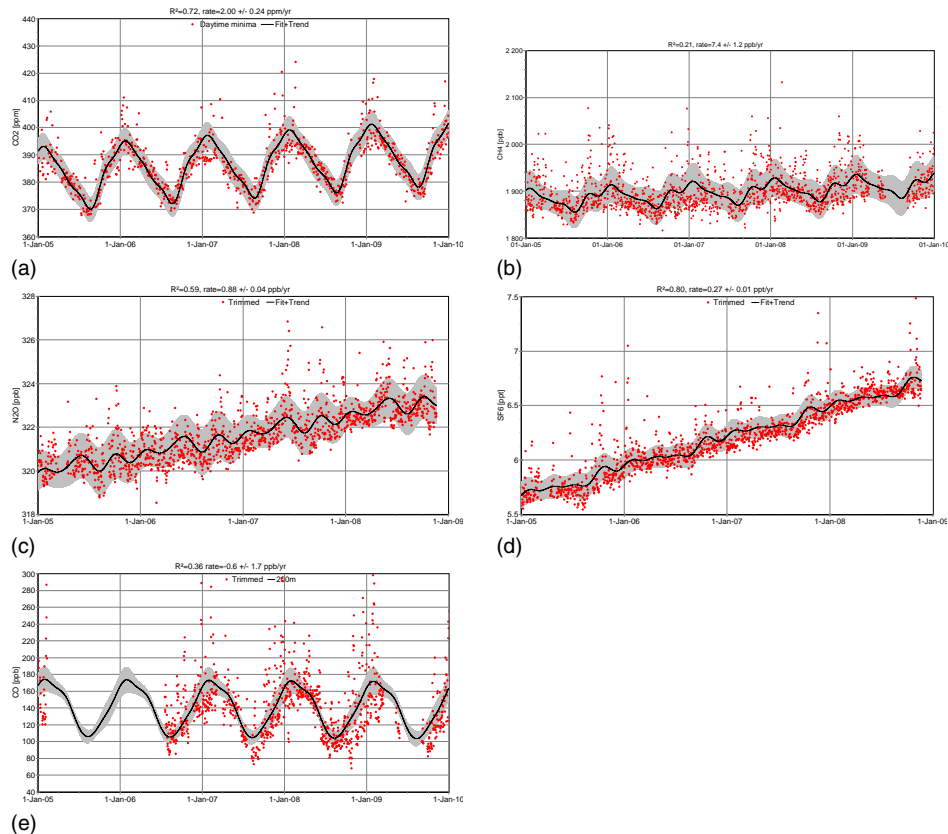 R²=0.72, rate=2.00 +/- 0.24 ppm/yr
Daytime minima Fit+Trend
CO2 [ppm]
440
430
420
410
400
390
380
370
360
1-Jan-05 1-Jan-06 1-Jan-07 1-Jan-08 1-Jan-09 1-Jan-10
(a)
R²=0.21, rate=7.4 +/- 1.2 ppb/yr
CH4 [ppb]
2 200
2 100
2 000
1 900
1 800
01-Jan-05 01-Jan-06 01-Jan-07 01-Jan-08 01-Jan-09 01-Jan-10
(b)
R²=0.59, rate=0.88 +/- 0.04 ppb/yr
Trimmed Fit+Trend
N2O [ppb]
328
326
324
322
320
318
1-Jan-05 1-Jan-06 1-Jan-07 1-Jan-08 1-Jan-09
(c)
R²=0.80, rate=0.27 +/- 0.01 ppt/yr
Trimmed Fit+Trend
SF6 [ppt]
7.5
7
6.5
6
5.5
1-Jan-05 1-Jan-06 1-Jan-07 1-Jan-08 1-Jan-09
(d)
R²=0.36 rate=-0.6 +/- 1.7 ppb/yr
Trimmed 200m
CO [ppb]
300
280
260
240
220
200
180
160
140
120
100
80
60
40
1-Jan-05 1-Jan-06 1-Jan-07 1-Jan-08 1-Jan-09 1-Jan-10
(e)